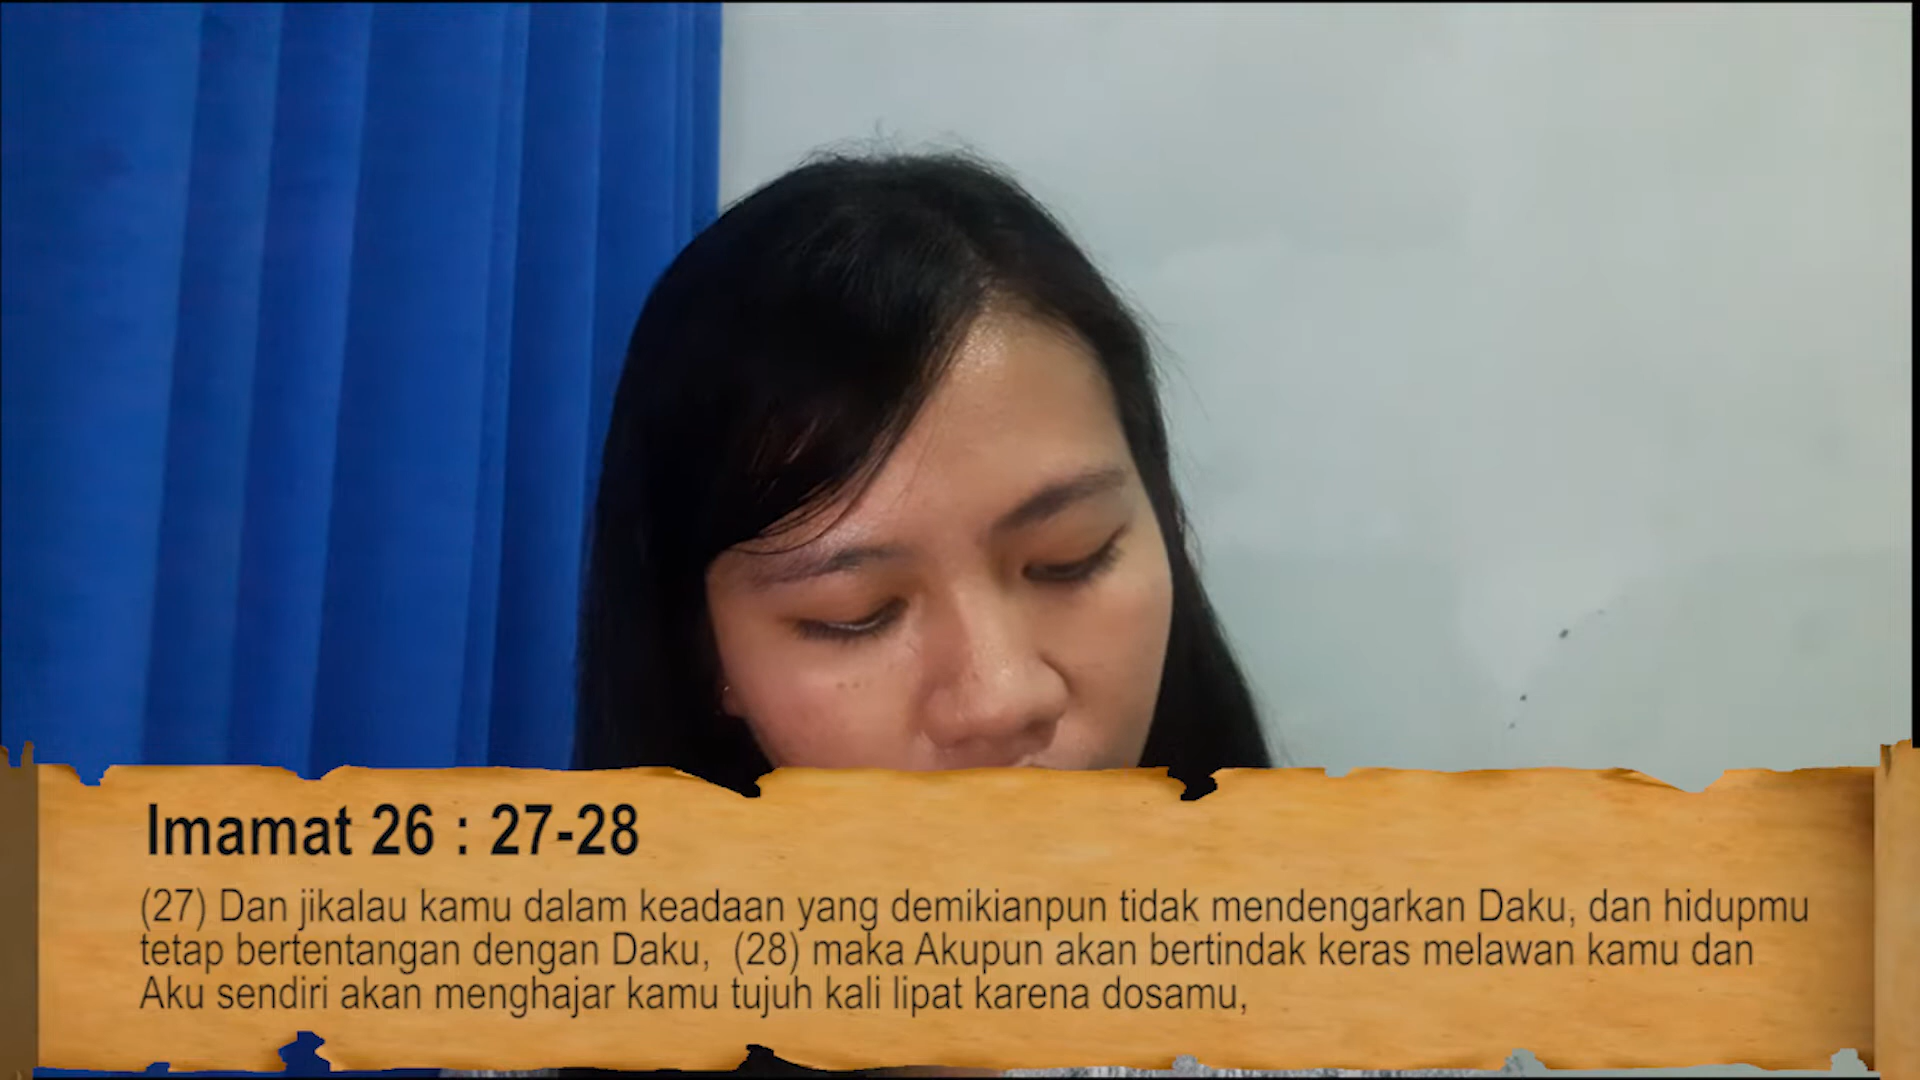 Imamat 26 : 27-28
(27) Dan jikalau kamu dalam keadaan yang demikianpun tidak mendengarkan Daku, dan hidupmu
tetap bertentangan dengan Daku, (28) maka Akupun akan bertindak keras melawan kamu dan
Aku sendiri akan menghajar kamu tujuh kali lipat karena dosamu,